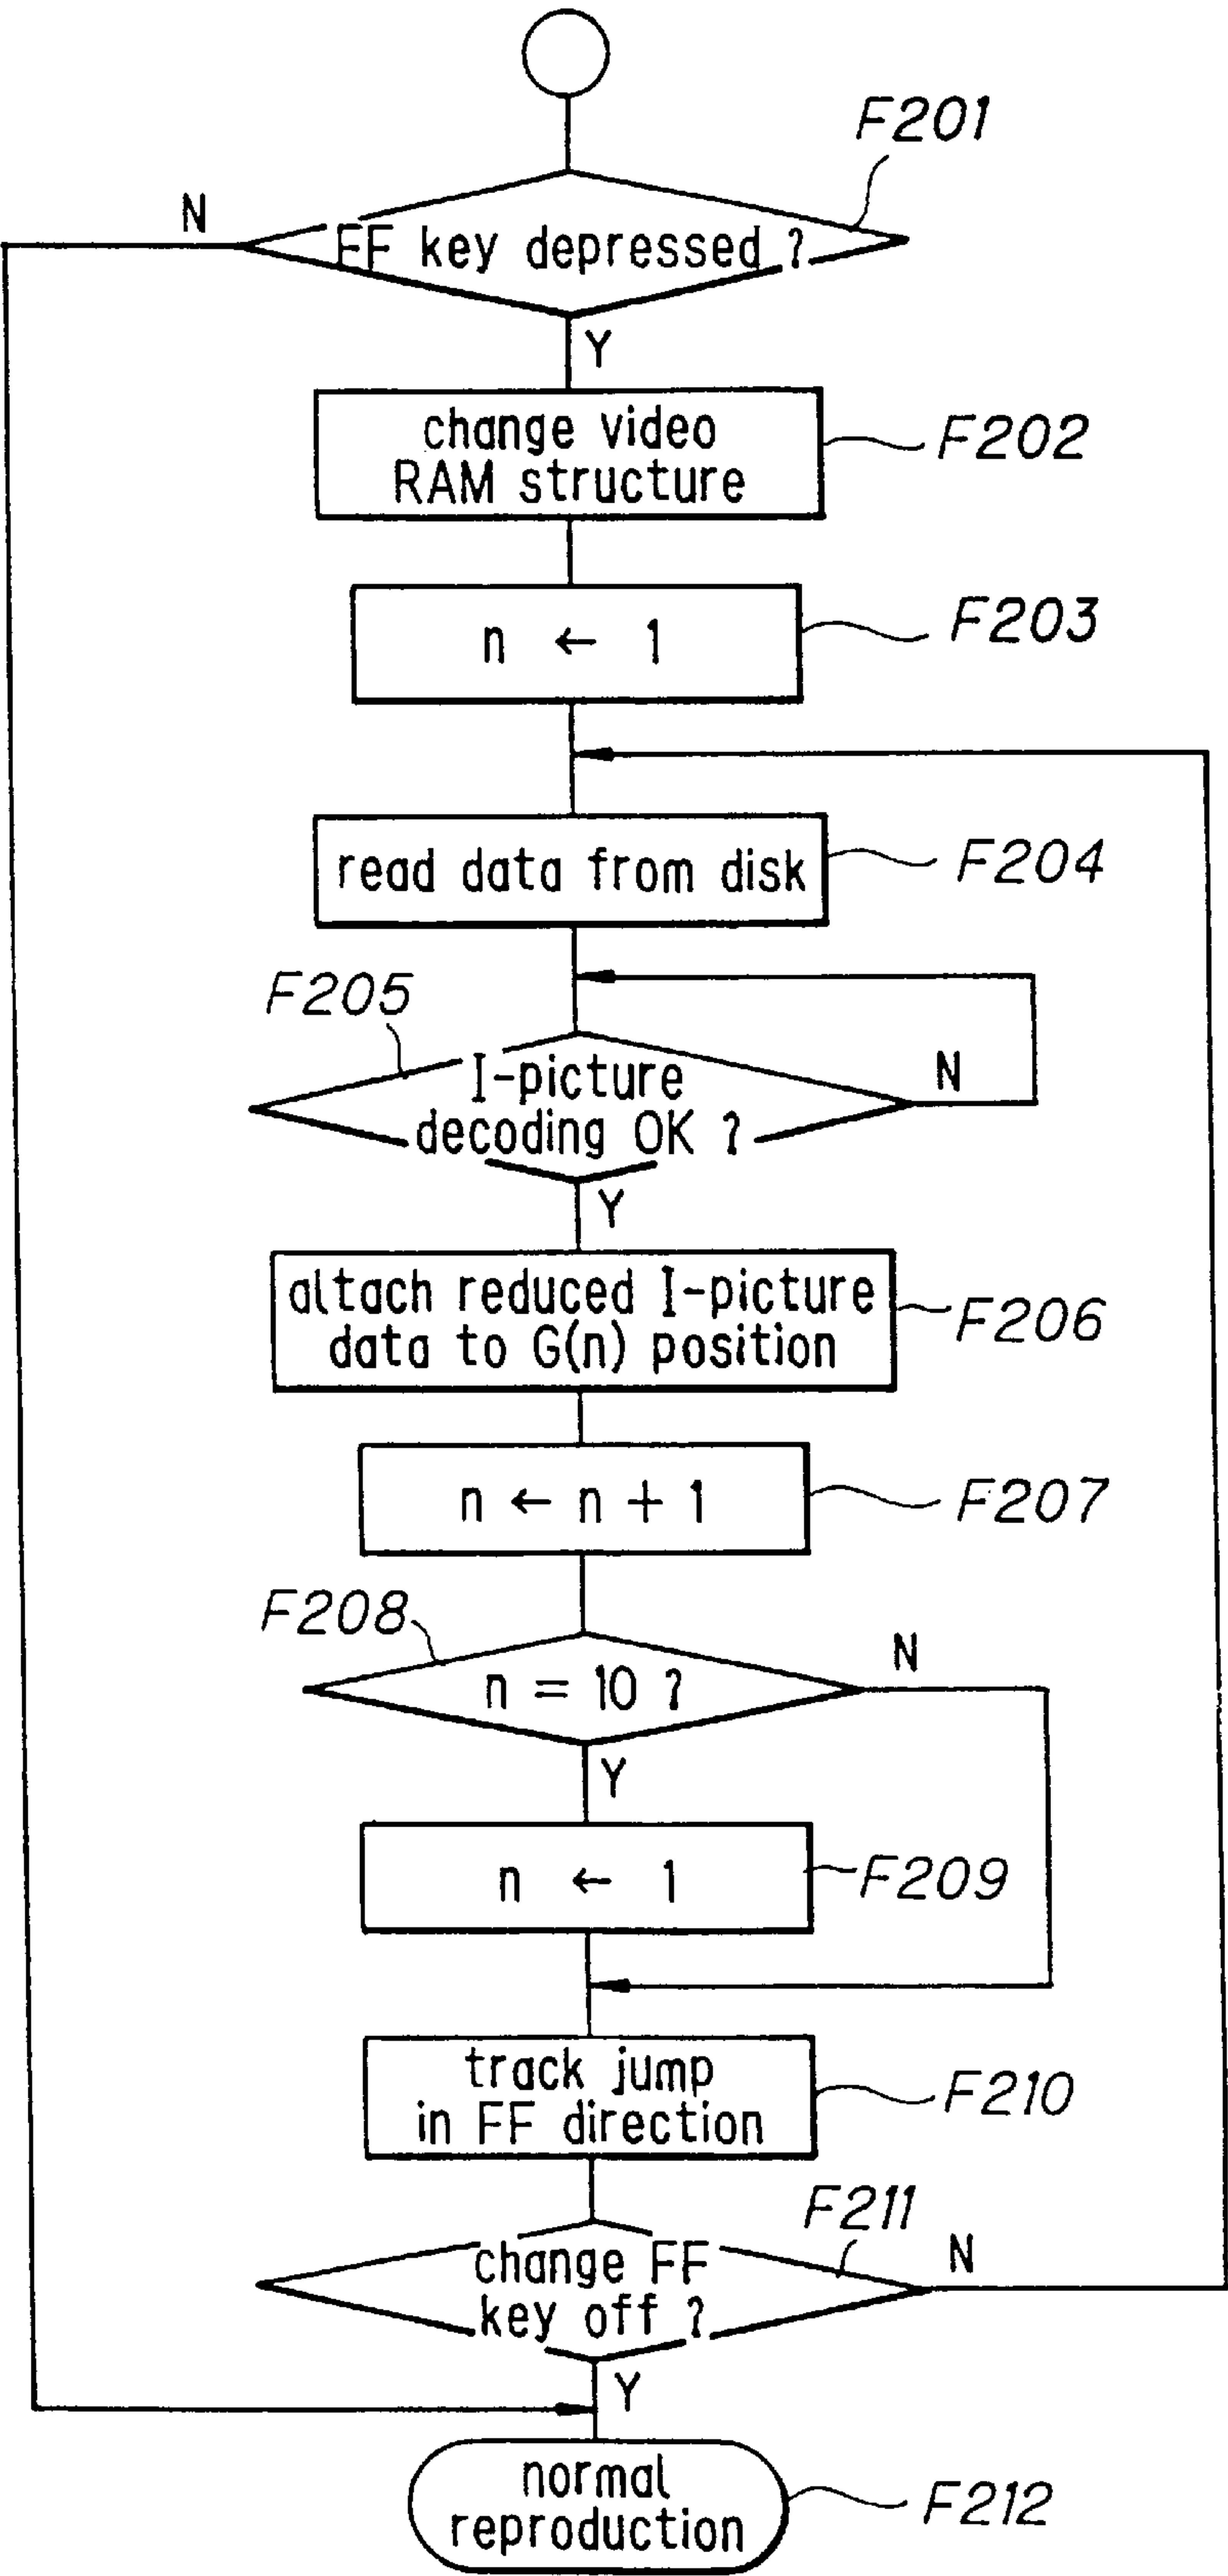 F201
N
FF key depressed ?
Y
change video
RAM structure
F202
n ← 1
F203
read data from disk
F204
F205
I-picture
decoding OK ?
N
Y
altach reduced I-picture
data to G(n) position
F206
n ← n + 1
F207
F208
n = 10 ?
N
Y
n ← 1
F209
track jump
in FF direction
F210
F211
change FF
key off ?
N
Y
normal
reproduction
F212